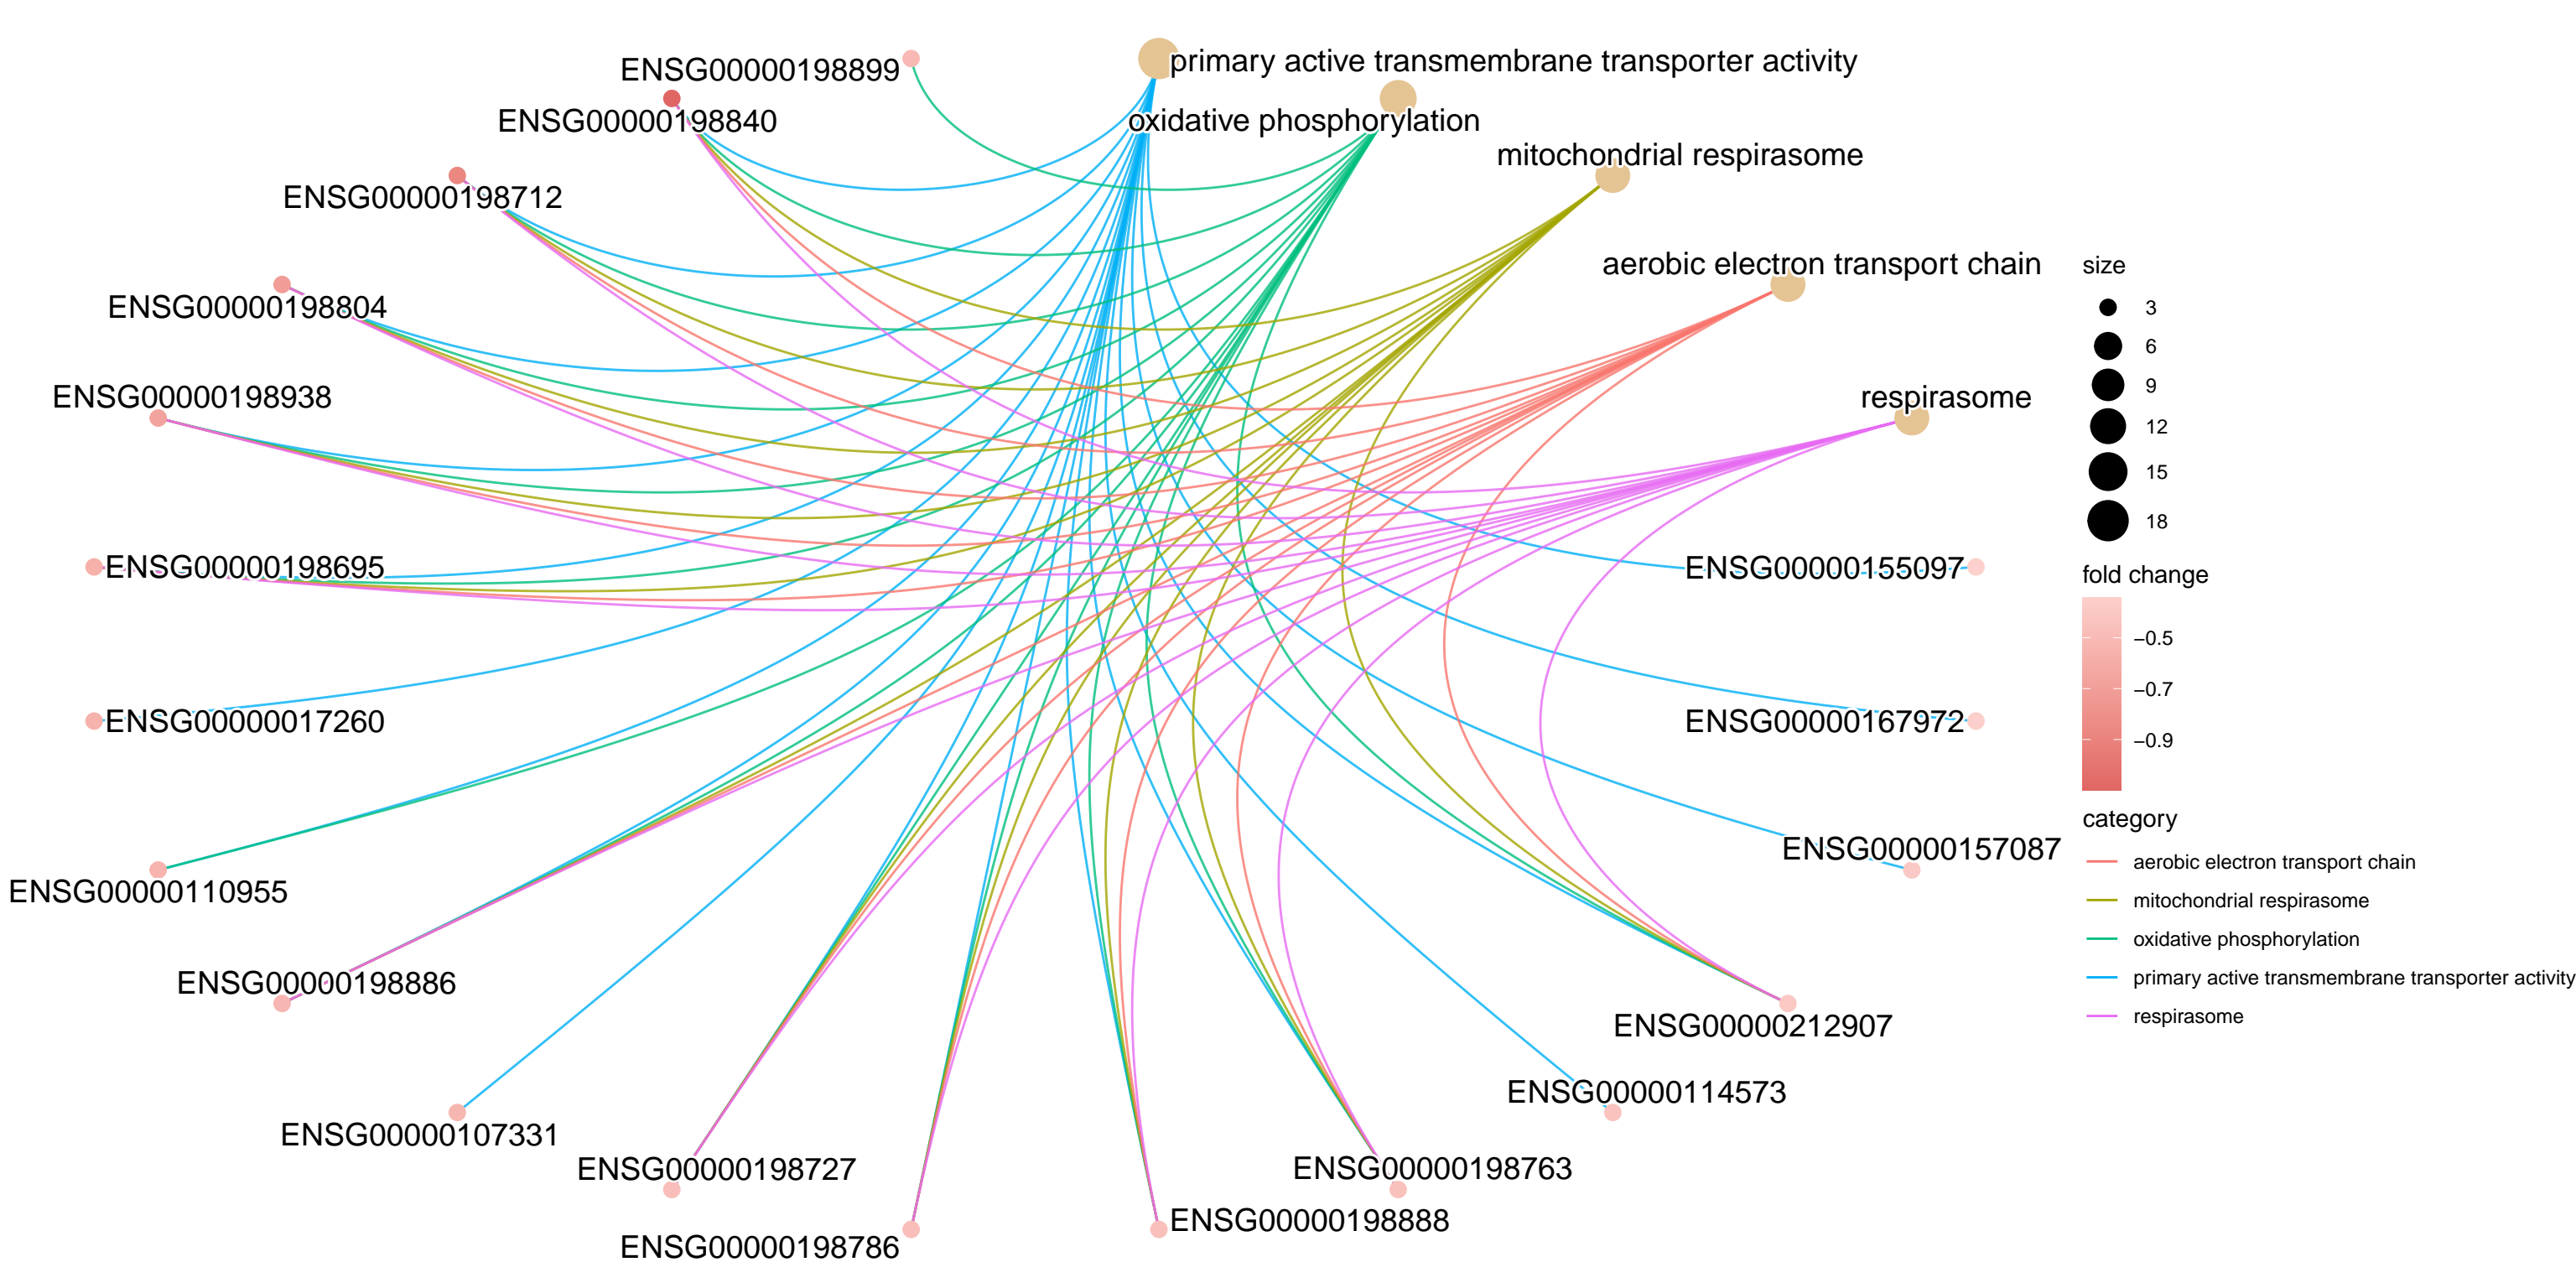 primary active transmembrane transporter activity
ENSG00000198899
ENSG00000198840
oxidative phosphorylation
mitochondrial respirasome
ENSG00000198712
aerobic electron transport chain
ENSG00000198804
ENSG00000198938
respirasome
ENSG00000198695
ENSG00000155097
ENSG00000017260
ENSG00000167972
ENSG00000157087
ENSG00000110955
ENSG00000198886
ENSG00000212907
ENSG00000114573
ENSG00000107331
ENSG00000198727
ENSG00000198763
ENSG00000198888
ENSG00000198786
size
3
6
9
12
15
18
fold change
−0.5
−0.7
−0.9
category
aerobic electron transport chain
mitochondrial respirasome
oxidative phosphorylation
primary active transmembrane transporter activity
respirasome